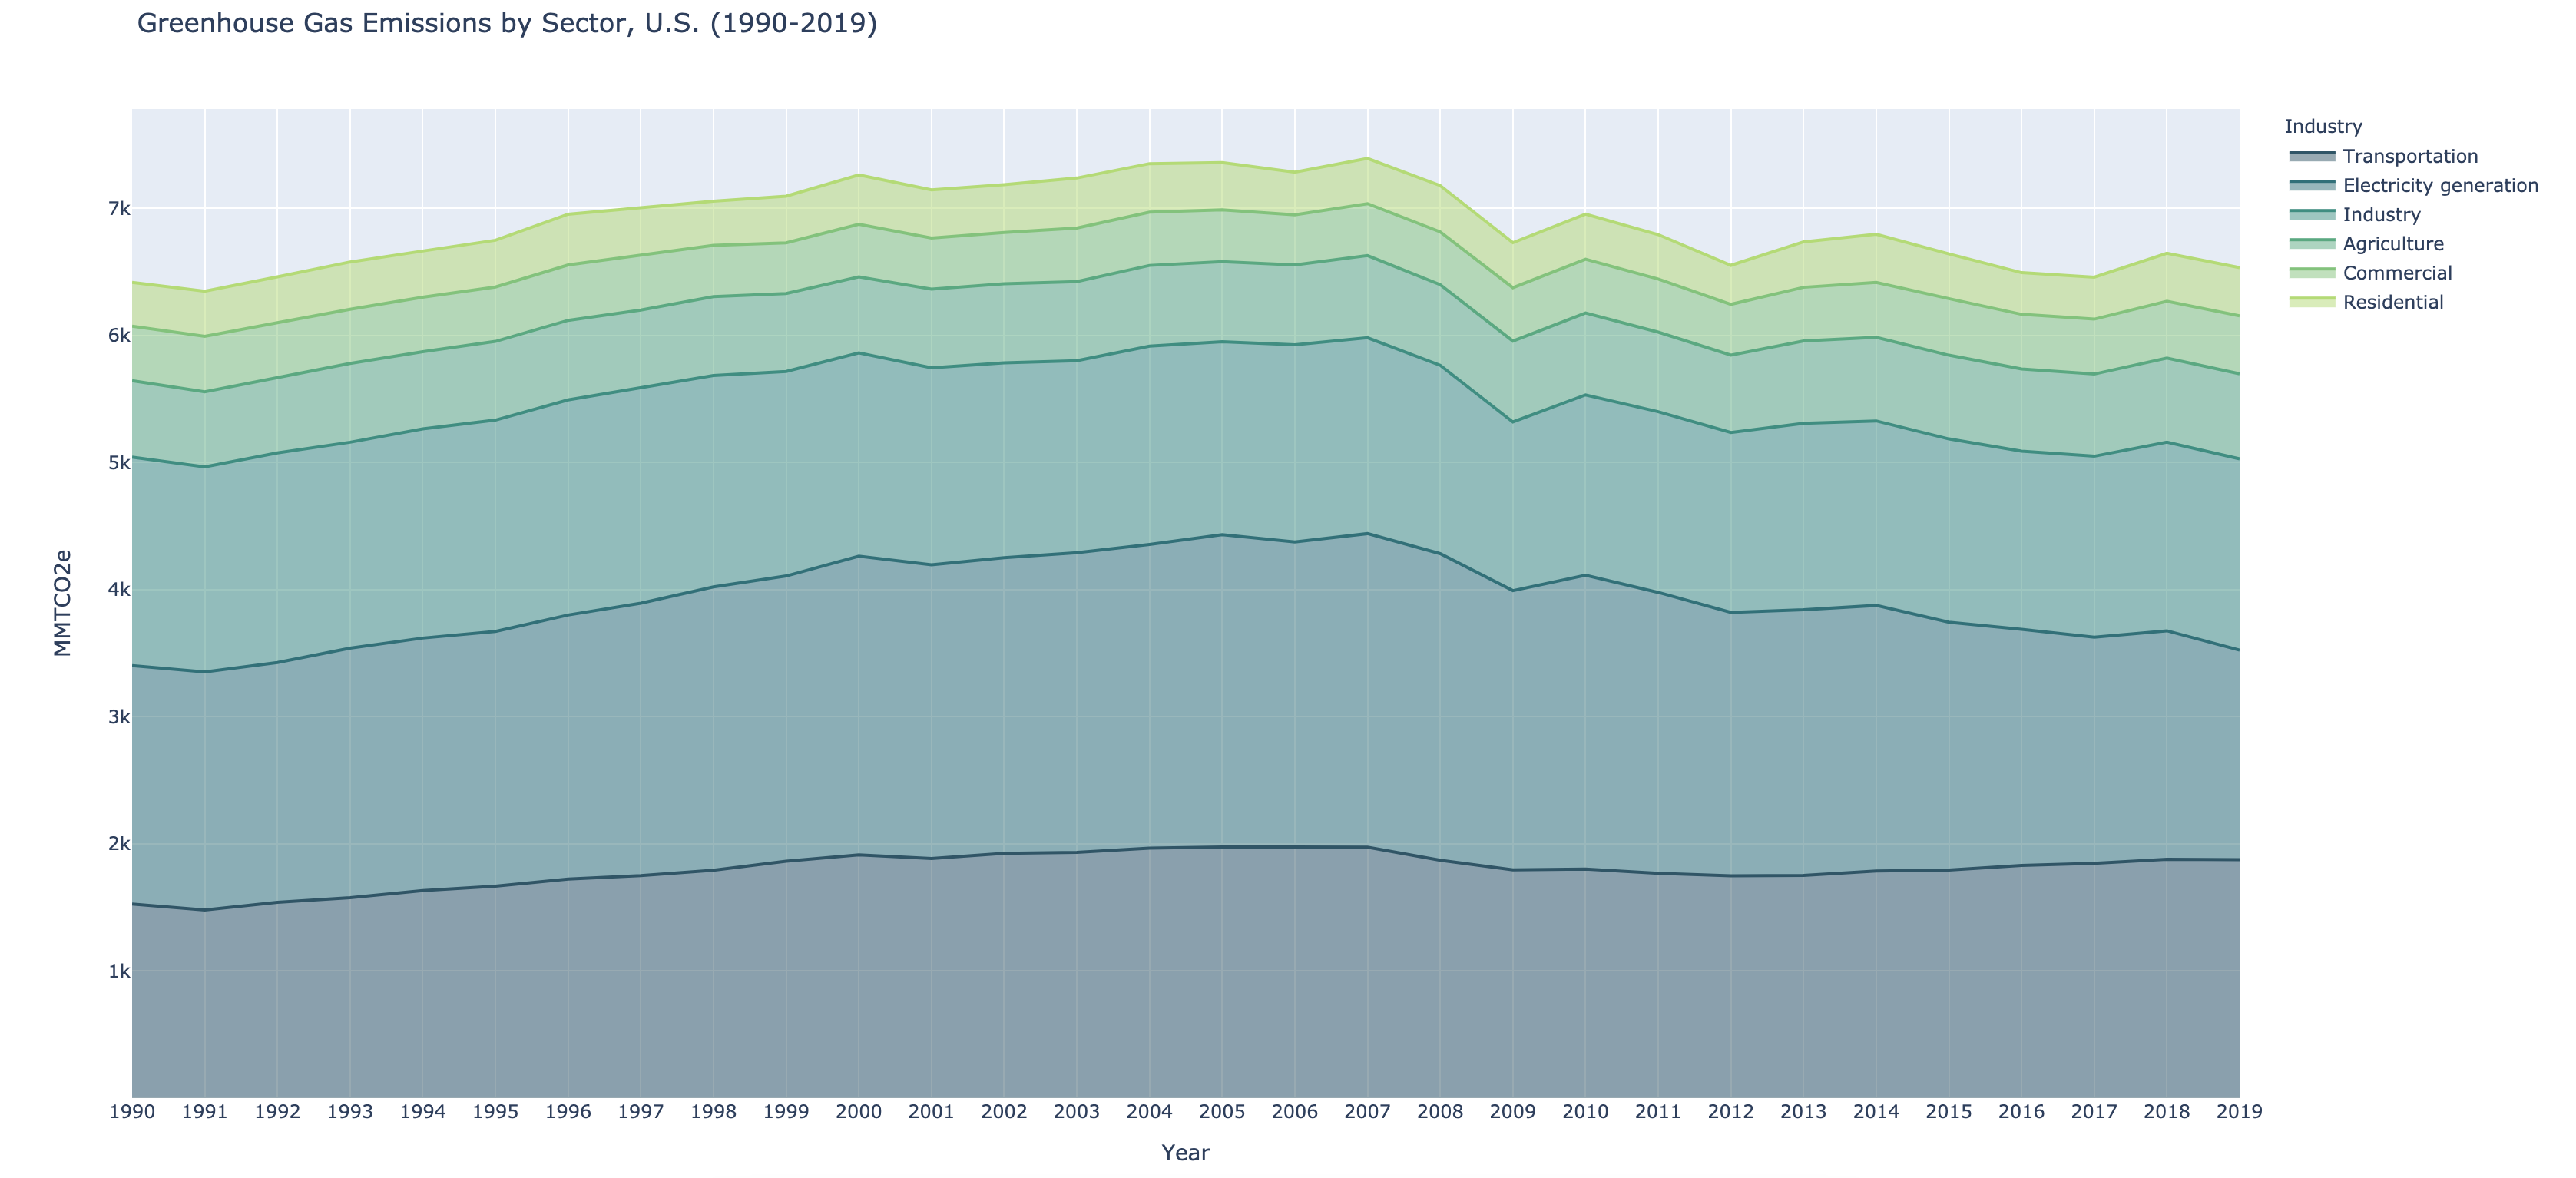 Greenhouse Gas Emissions by Sector, U.S. (1990-2019)
Industry
Transportation
Electricity generation
Industry
Agriculture
Commercial
Residential
7k
6k
5k
4k
3k
2k
1k
MMTCO2e
1990 1991 1992 1993 1994 1995 1996 1997 1998 1999 2000 2001 2002 2003 2004 2005 2006 2007 2008 2009 2010 2011 2012 2013 2014 2015 2016 2017 2018 2019
Year